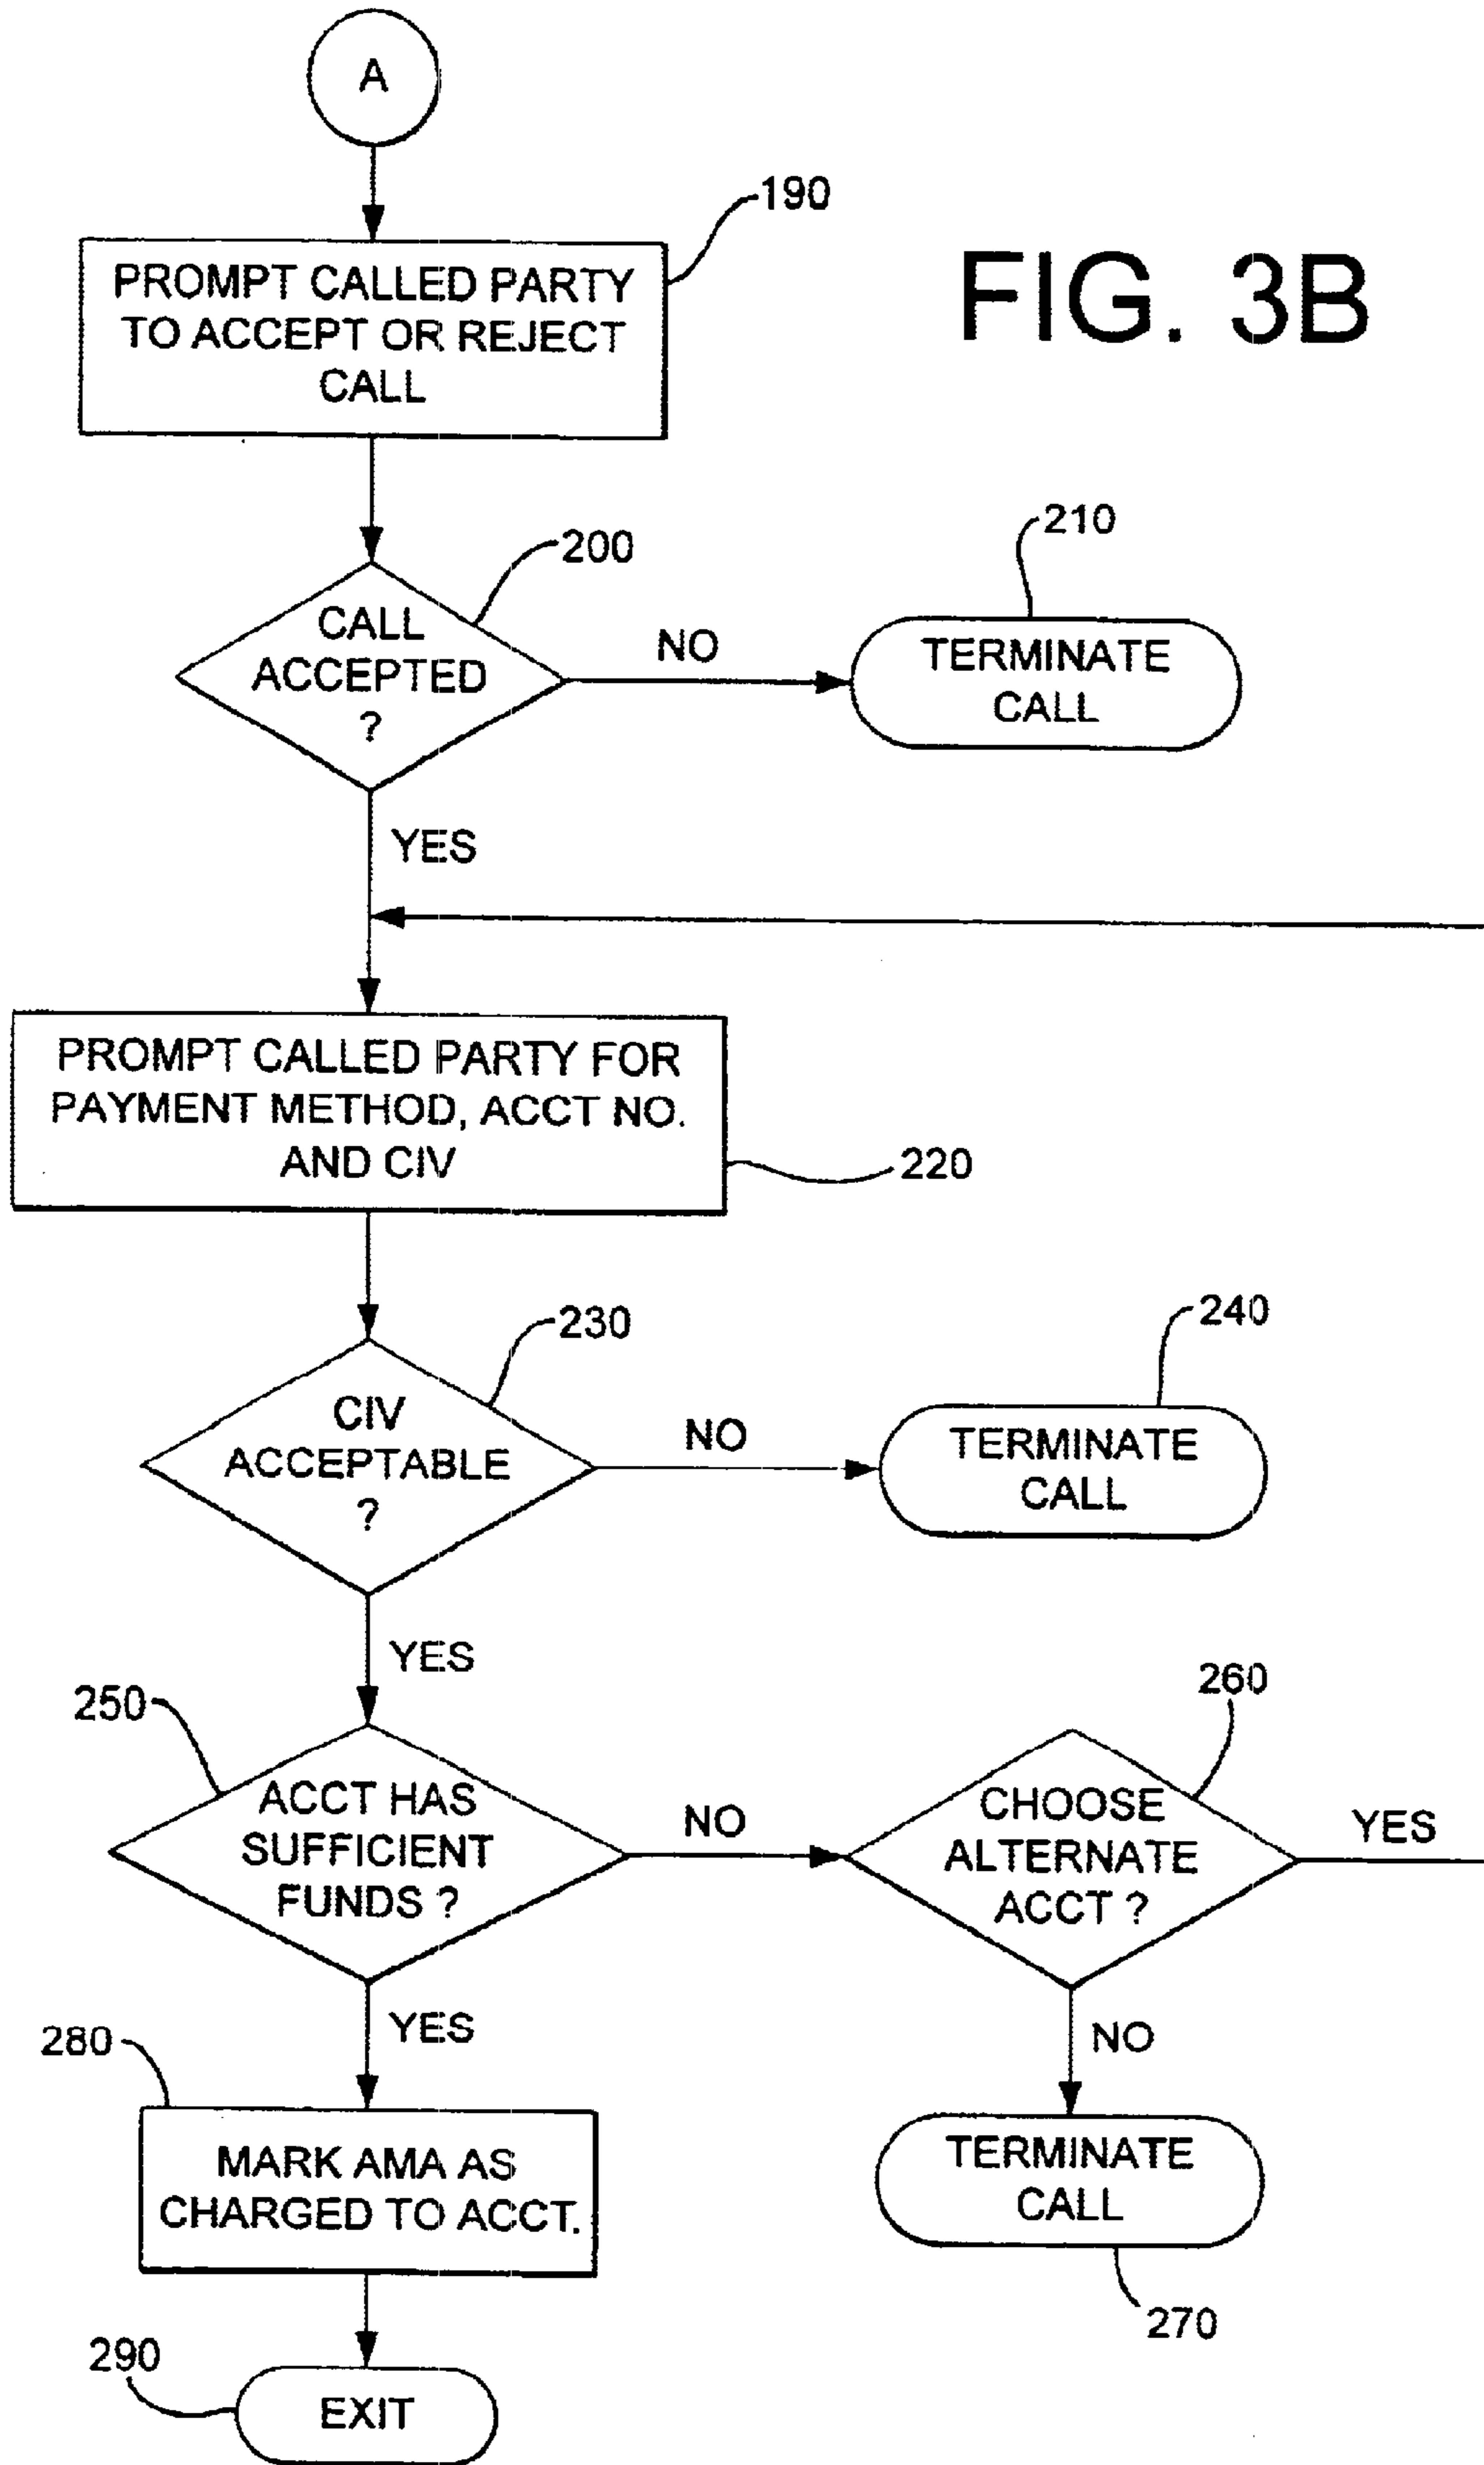 A
190
PROMPT CALLED PARTY
TO ACCEPT OR REJECT
CALL
FIG. 3B
200
CALL
ACCEPTED
?
NO
210
TERMINATE
CALL
YES
PROMPT CALLED PARTY FOR
PAYMENT METHOD, ACCT NO.
AND CIV
220
230
CIV
ACCEPTABLE
?
NO
240
TERMINATE
CALL
YES
250
ACCT HAS
SUFFICIENT
FUNDS ?
NO
260
CHOOSE
ALTERNATE
ACCT ?
YES
YES
NO
280
MARK AMA AS
CHARGED TO ACCT.
TERMINATE
CALL
270
290
EXIT